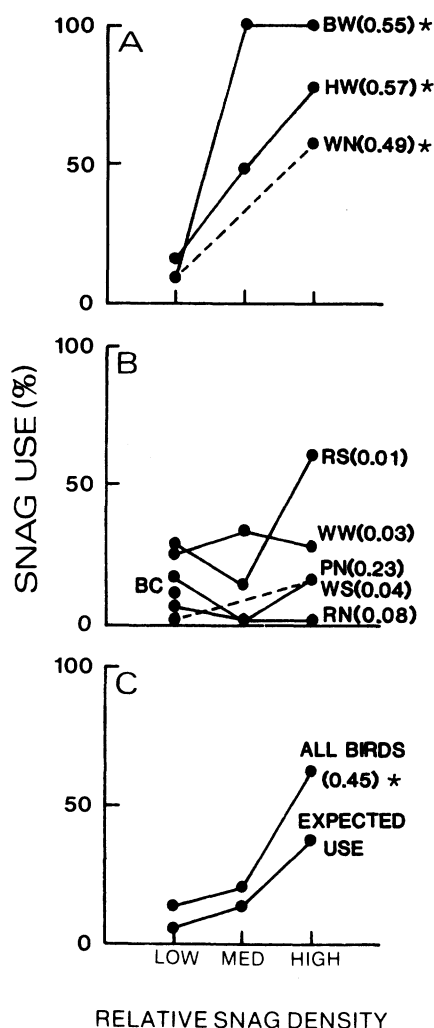 A
100
BW(0.55) *
HW(0.57) *
50
WN(0.49) *
0
B
100
RS(0.01)
50
WW(0.03)
PN(0.23)
BC
WS(0.04)
RN(0.08)
0
C
100
ALL BIRDS
(0.45) *
50
EXPECTED
USE
0
LOW MED HIGH
SNAG USE (%)
RELATIVE SNAG DENSITY